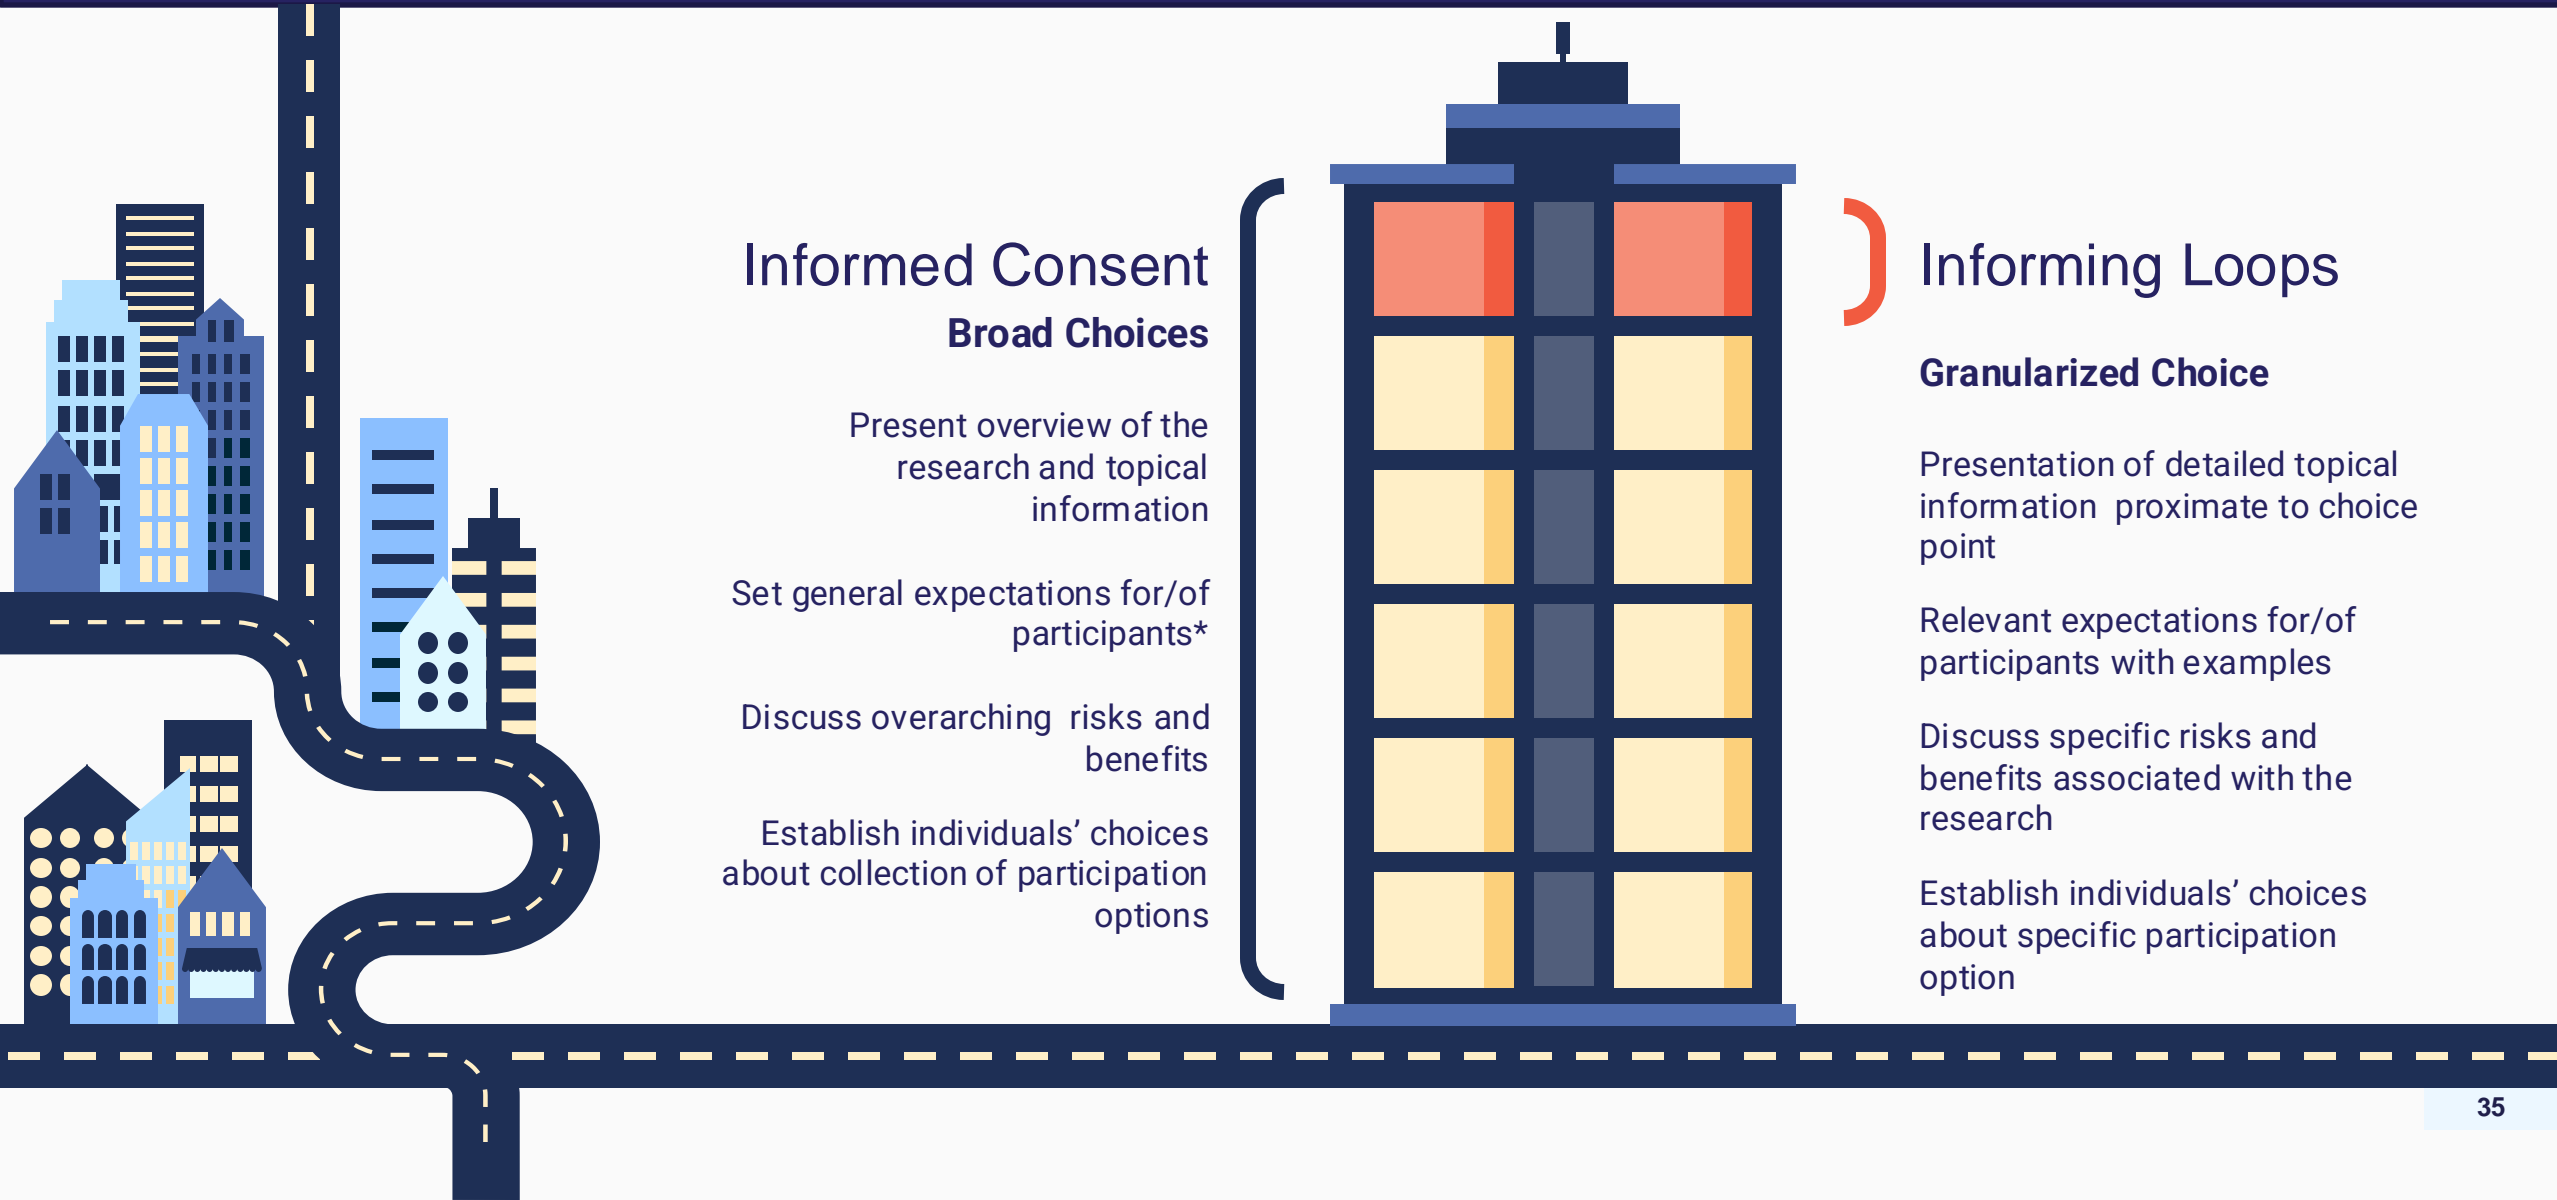 Informed Consent
Broad Choices
Present overview of the
research and topical
information
Set general expectations for/of
participants*
Discuss overarching  risks and
benefits
Establish individuals’ choices
about collection of participation
options
Informing Loops
Granularized Choice
Presentation of detailed topical
information  proximate to choice
point
Relevant expectations for/of
participants with examples
Discuss specific risks and
benefits associated with the
research
Establish individuals’ choices
about specific participation
option
35